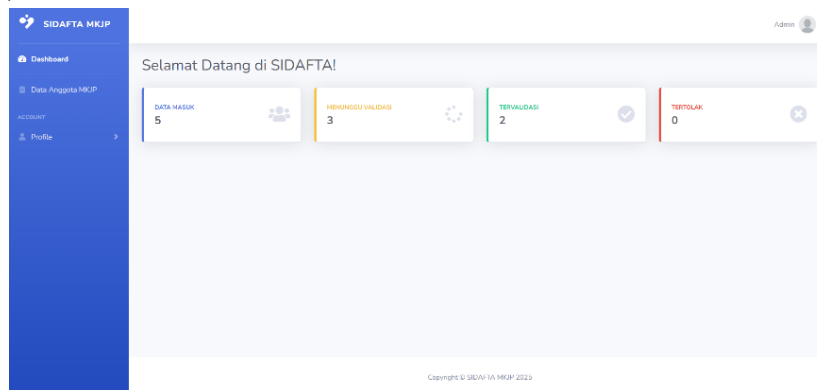 SIDAFTA MKJP
Admin
Dashboard
Data Anggota MKJP
ACCOUNT
Profile
Selamat Datang di SIDAFTA!
DATA MASUK
5
MENUNGGU VALIDASI
3
TERVALIDASI
2
TERTOLAK
0
Copyright © SIDAFTA MKJP 2025